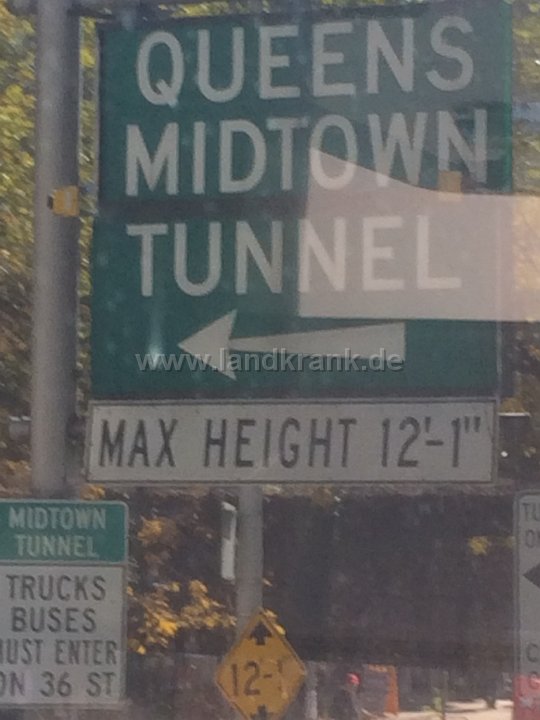 QUEENS
MIDTOWN
TUNNEL
www.landkrank.de
MAX HEIGHT 12'-1"
MIDTOWN
TUNNEL
TRUCKS
BUSES
MUST ENTER
ON 36 ST
12-1
TU